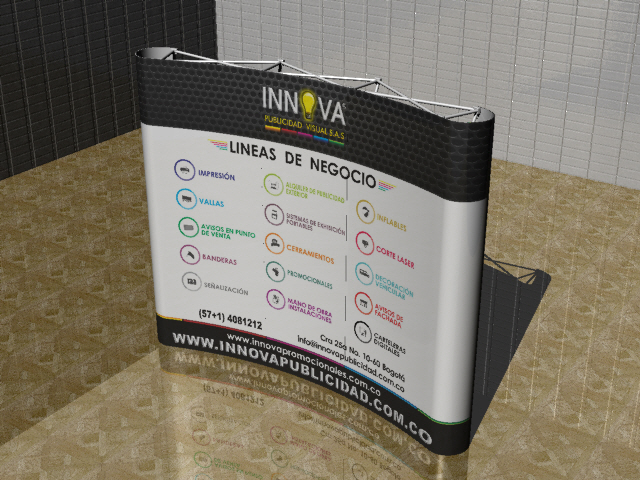 INNOVA
PUBLICIDAD VISUAL S.A.S
LINEAS DE NEGOCIO
IMPRESIÓN
VALLAS
AVISOS EN PUNTO
DE VENTA
BANDERAS
SEÑALIZACIÓN
ALQUILER DE PUBLICIDAD
EXTERIOR
SISTEMAS DE EXHIBICIÓN
PORTABLES
CERRAMIENTOS
PROMOCIONALES
MANO DE OBRA
INSTALACIONES
INFLABLES
CORTE LASER
DECORACIÓN
VEHICULAR
AVISOS DE
FACHADA
CARTELERAS
DIGITALES
(57+1) 4081212
Cra 28a No. 10-60 Bogotá
www.innovapromocionales.com.co
info@innovapublicidad.com.co
WWW.INNOVAPUBLICIDAD.COM.CO